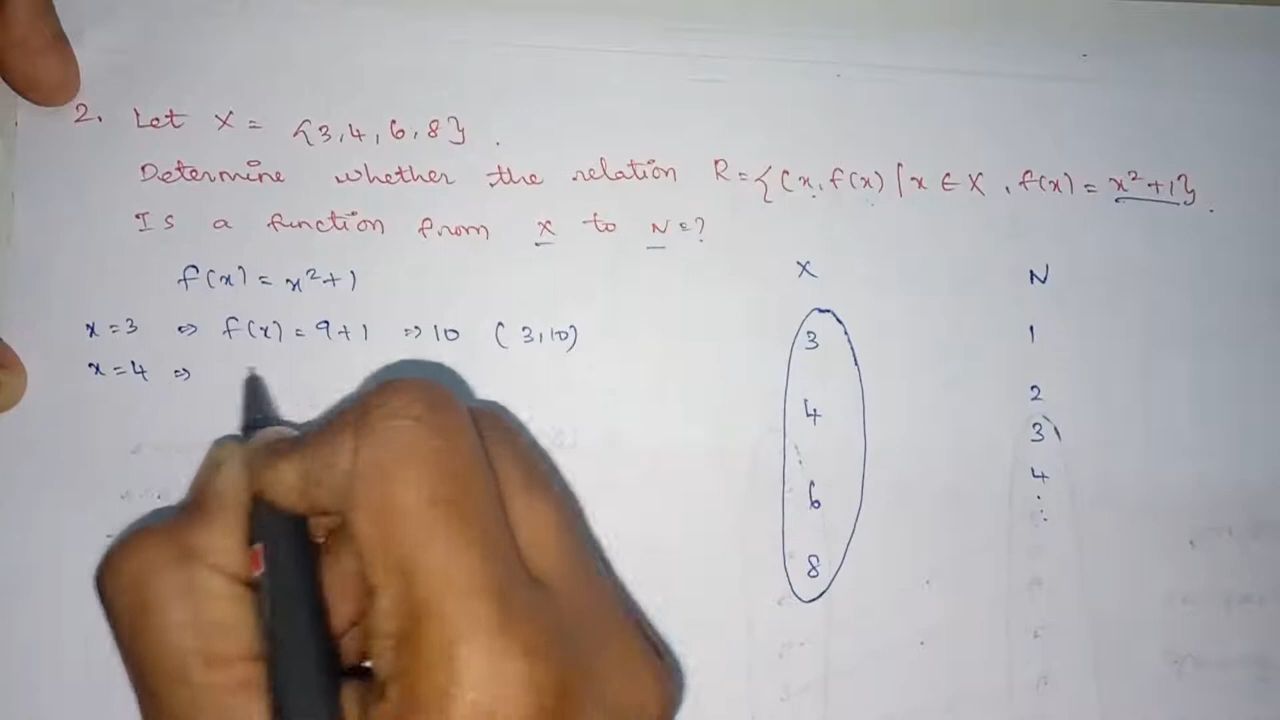 2. Let X = {3,4,6,8}.
Determine whether the relation R={(x,f(x)/x∈X,f(x)=x²+1}.
Is a function from X to N=?
f(x)=x²+1
x=3 ⇒ f(x)=9+1 ⇒10 (3,10)
x=4 ⇒
X N
3 1
4 2
3
6 4
8